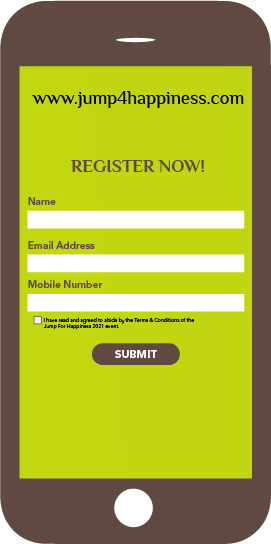 www.jump4happiness.com
REGISTER NOW!
Name
Email Address
Mobile Number
I have read and agreed to abide by the Terms & Conditions of the
Jump For Happiness 2021 event.
SUBMIT